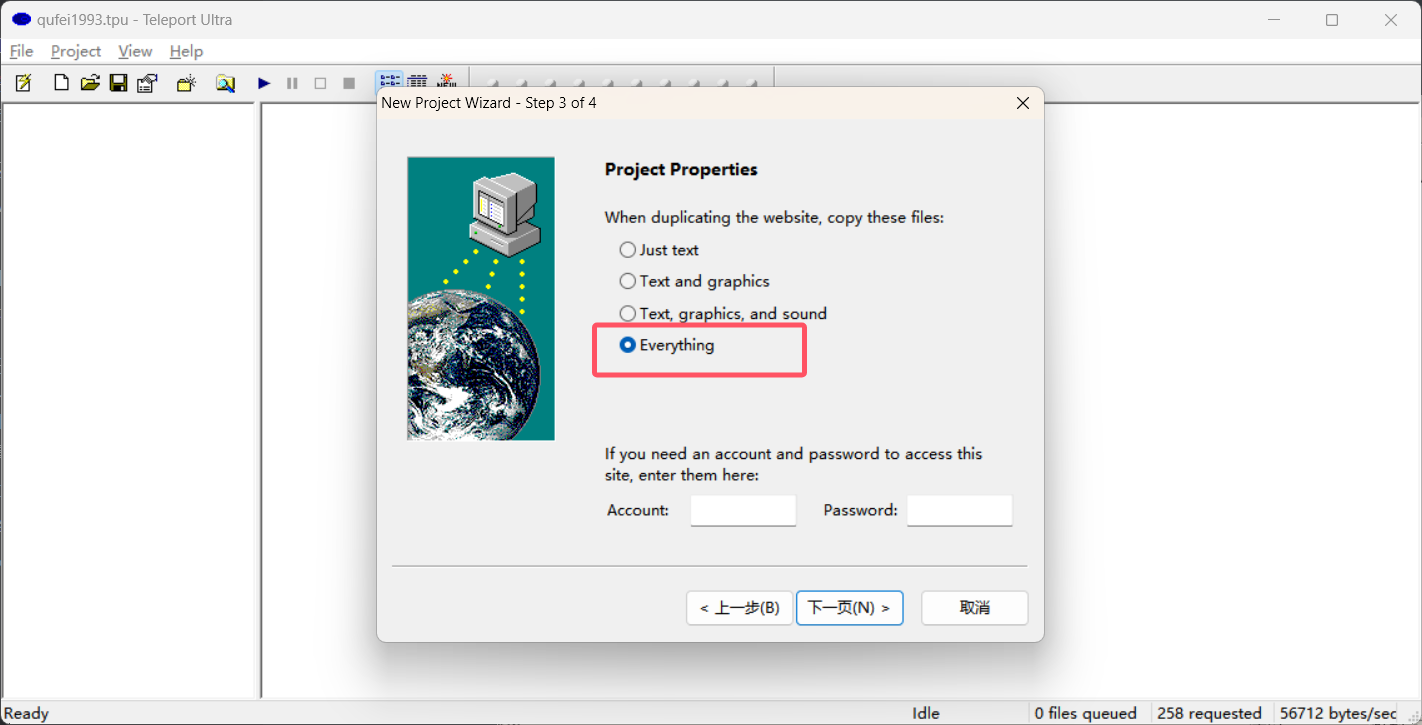 qufei1993.tpu - Teleport Ultra
File Project View Help
New Project Wizard - Step 3 of 4
Project Properties
When duplicating the website, copy these files:
Just text
Text and graphics
Text, graphics, and sound
Everything
If you need an account and password to access this
site, enter them here:
Account: Password:
< 上一步(B) 下一页(N) > 取消
Ready Idle 0 files queued 258 requested 56712 bytes/sec